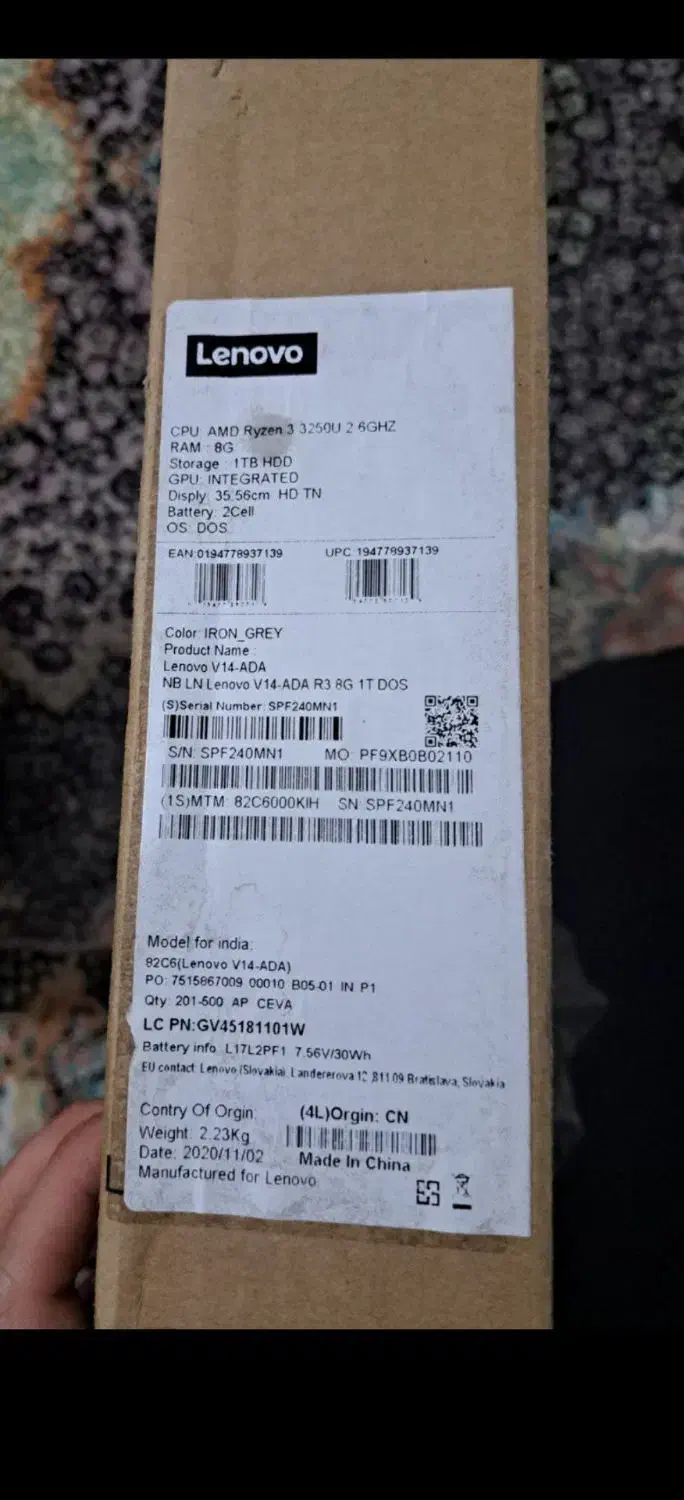 Lenovo
CPU: AMD Ryzen 3 3250U 2.6GHZ
RAM : 8G
Storage : 1TB HDD
GPU: INTEGRATED
Disply: 35.56cm HD TN
Battery: 2Cell
OS: DOS
EAN:0194778937139 UPC:194778937139
Color: IRON_GREY
Product Name :
Lenovo V14-ADA
NB LN Lenovo V14-ADA R3 8G 1T DOS
(S)Serial Number: SPF240MN1
S/N: SPF240MN1 MO: PF9XB0B02110
(1S)MTM: 82C6000KIH SN:SPF240MN1
Model for india:
82C6(Lenovo V14-ADA)
PO: 7515867009 00010 B05-01 IN P1
Qty: 201-500 AP CEVA
LC PN:GV45181101W
Battery info: L17L2PF1 7.56V/30Wh
EU contact: Lenovo (Slovakia), Landererova 12, 811 09 Bratislava, Slovakia
Contry Of Orgin: (4L)Orgin: CN
Weight: 2.23Kg
Date: 2020/11/02 Made In China
Manufactured for Lenovo